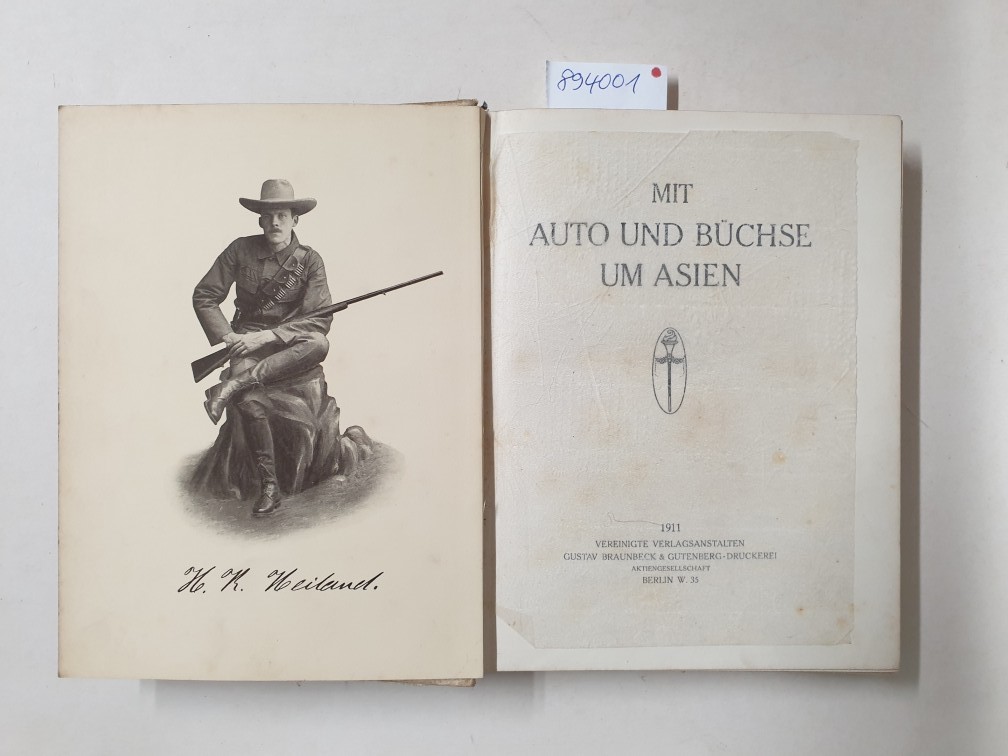 894001
H. K. Heiland.
MIT
AUTO UND BÜCHSE
UM ASIEN
1911
VEREINIGTE VERLAGSANSTALTEN
GUSTAV BRAUNBECK & GUTENBERG-DRUCKEREI
AKTIENGESELLSCHAFT
BERLIN W. 35